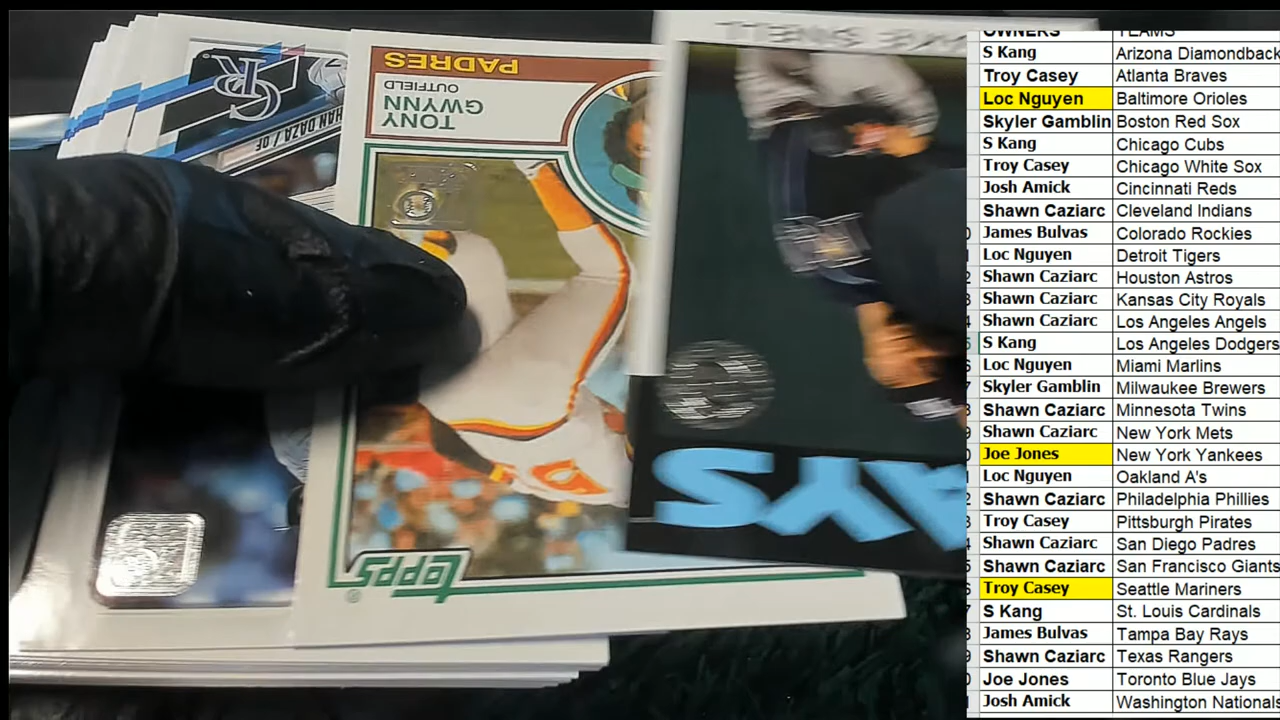 PADRES
OUTFIELD
TONY
GWYNN
Topps
AYS
SNELL
DAZA / OF
OWNERS TEAMS
S Kang Arizona Diamondback
Troy Casey Atlanta Braves
Loc Nguyen Baltimore Orioles
Skyler Gamblin Boston Red Sox
S Kang Chicago Cubs
Troy Casey Chicago White Sox
Josh Amick Cincinnati Reds
Shawn Caziarc Cleveland Indians
James Bulvas Colorado Rockies
Loc Nguyen Detroit Tigers
Shawn Caziarc Houston Astros
Shawn Caziarc Kansas City Royals
Shawn Caziarc Los Angeles Angels
S Kang Los Angeles Dodgers
Loc Nguyen Miami Marlins
Skyler Gamblin Milwaukee Brewers
Shawn Caziarc Minnesota Twins
Shawn Caziarc New York Mets
Joe Jones New York Yankees
Loc Nguyen Oakland A's
Shawn Caziarc Philadelphia Phillies
Troy Casey Pittsburgh Pirates
Shawn Caziarc San Diego Padres
Shawn Caziarc San Francisco Giants
Troy Casey Seattle Mariners
S Kang St. Louis Cardinals
James Bulvas Tampa Bay Rays
Shawn Caziarc Texas Rangers
Joe Jones Toronto Blue Jays
Josh Amick Washington Nationals